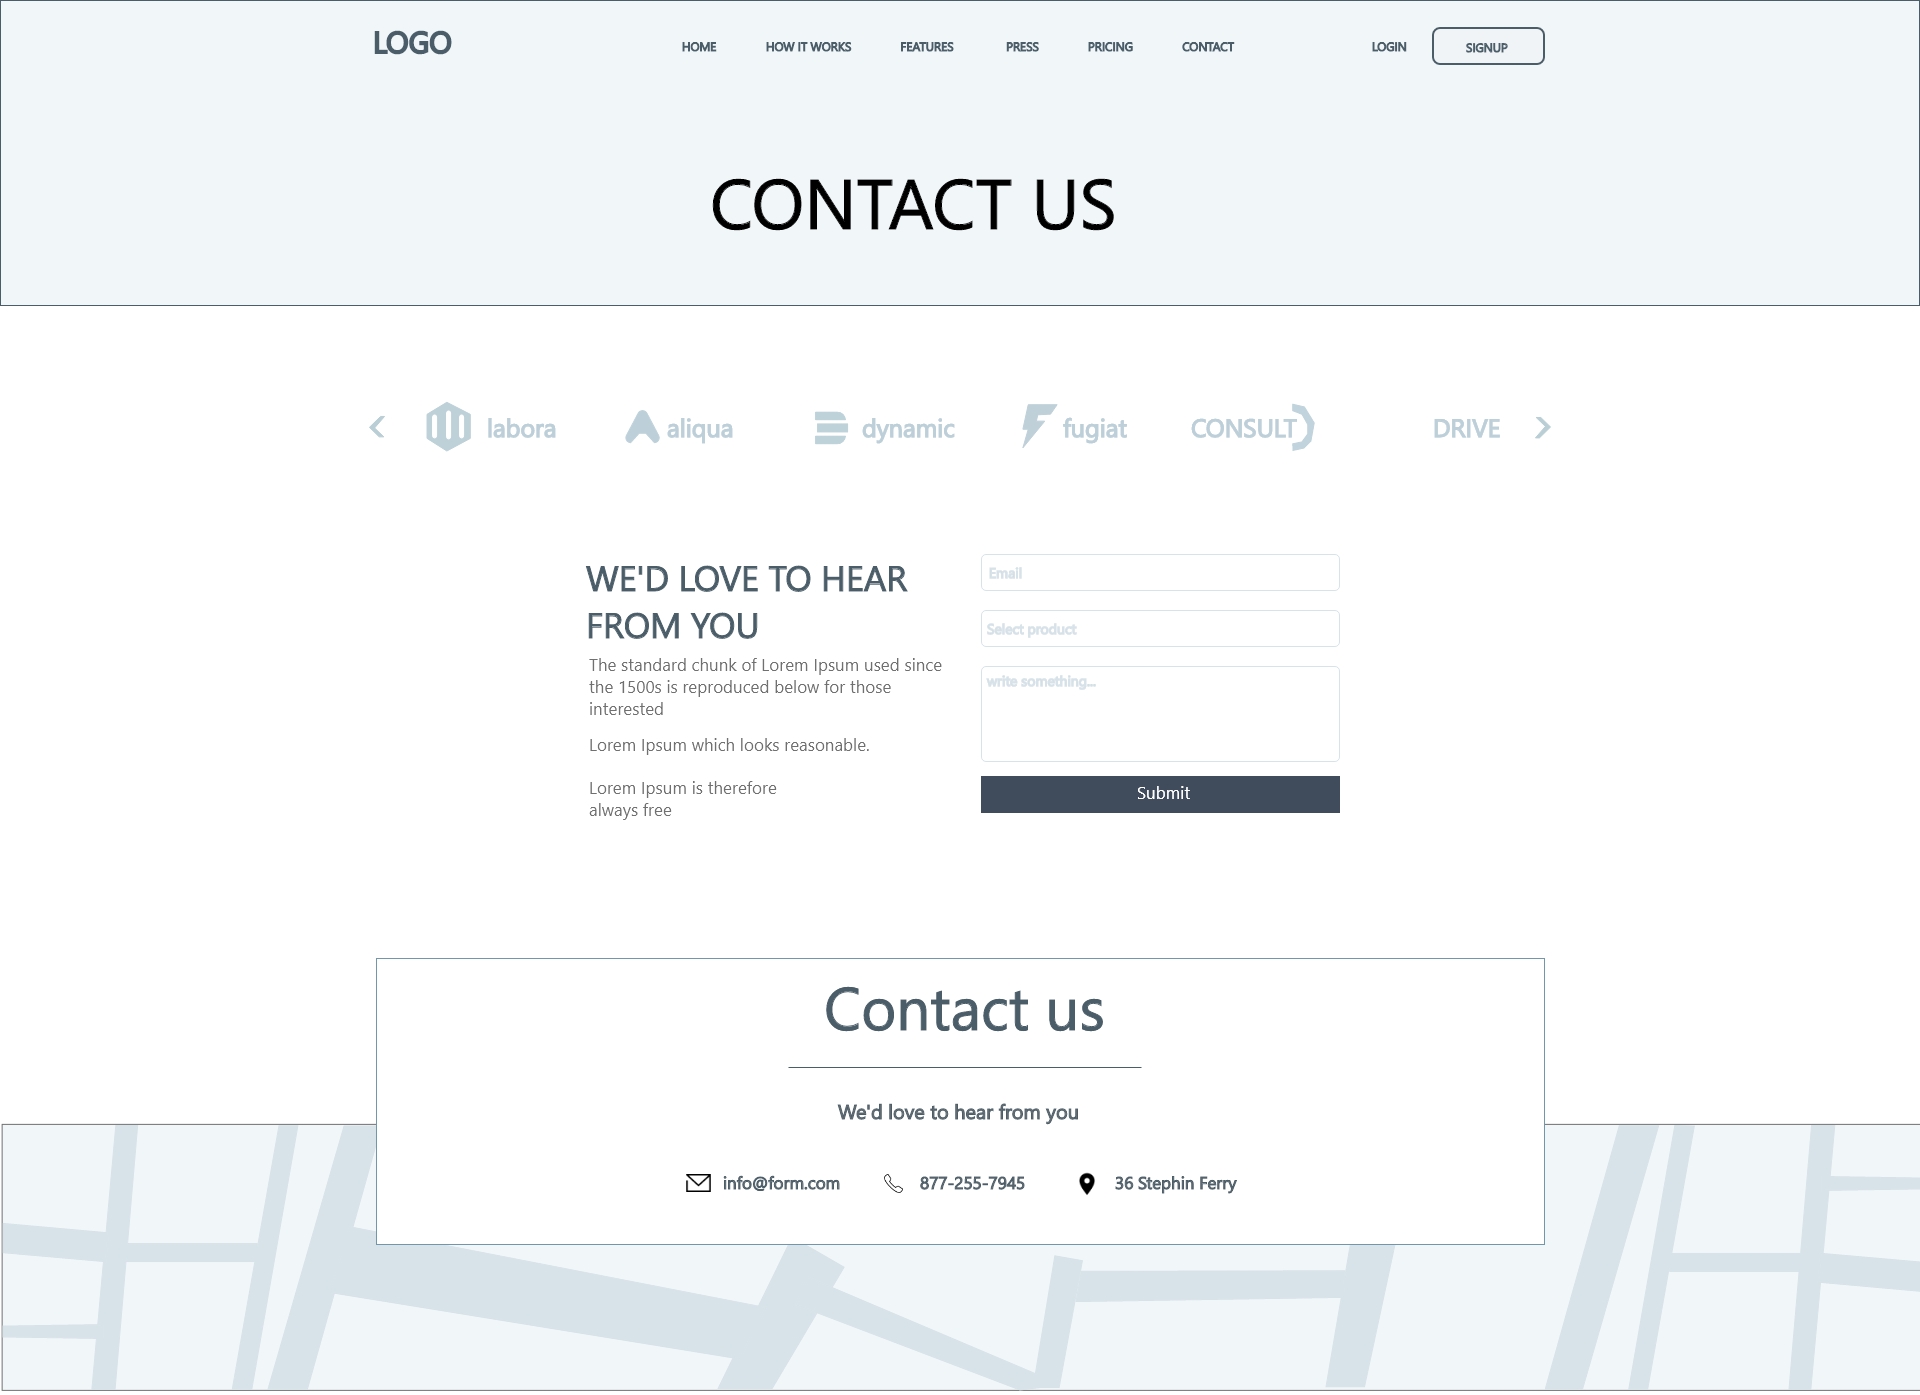 LOGO
HOME HOW IT WORKS FEATURES PRESS PRICING CONTACT LOGIN SIGNUP
CONTACT US
labora aliqua dynamic fugiat CONSULT DRIVE
WE'D LOVE TO HEAR
FROM YOU
The standard chunk of Lorem Ipsum used since
the 1500s is reproduced below for those
interested
Lorem Ipsum which looks reasonable.
Lorem Ipsum is therefore
always free
Email
Select product
write something...
Submit
Contact us
We'd love to hear from you
info@form.com 877-255-7945 36 Stephin Ferry